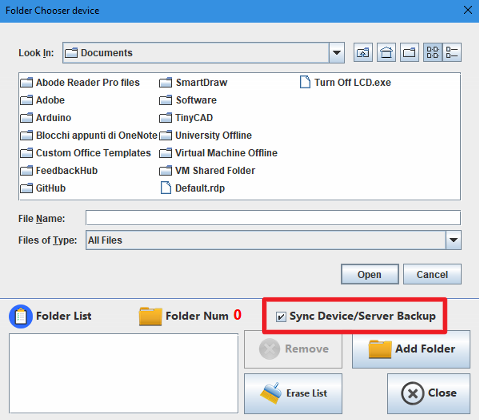 Folder Chooser device
Look In: Documents
Abode Reader Pro files SmartDraw Turn Off LCD.exe
Adobe Software
Arduino TinyCAD
Blocchi appunti di OneNote University Offline
Custom Office Templates Virtual Machine Offline
FeedbackHub VM Shared Folder
GitHub Default.rdp
File Name:
Files of Type: All Files
Open Cancel
Folder List Folder Num 0 Sync Device/Server Backup
Remove Add Folder
Erase List Close